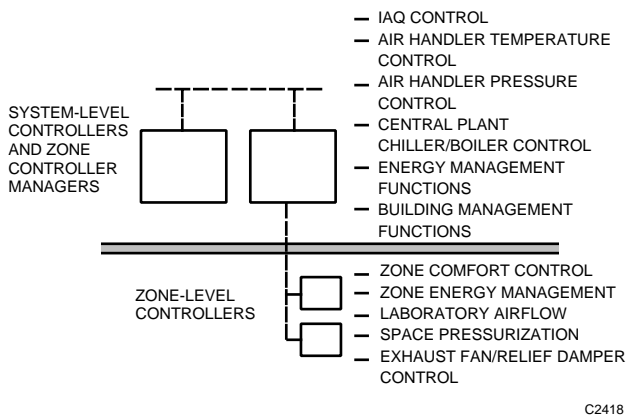 SYSTEM-LEVEL
CONTROLLERS
AND ZONE
CONTROLLER
MANAGERS
– IAQ CONTROL
– AIR HANDLER TEMPERATURE
CONTROL
– AIR HANDLER PRESSURE
CONTROL
– CENTRAL PLANT
CHILLER/BOILER CONTROL
– ENERGY MANAGEMENT
FUNCTIONS
– BUILDING MANAGEMENT
FUNCTIONS
ZONE-LEVEL
CONTROLLERS
– ZONE COMFORT CONTROL
– ZONE ENERGY MANAGEMENT
– LABORATORY AIRFLOW
– SPACE PRESSURIZATION
– EXHAUST FAN/RELIEF DAMPER
CONTROL
C2418